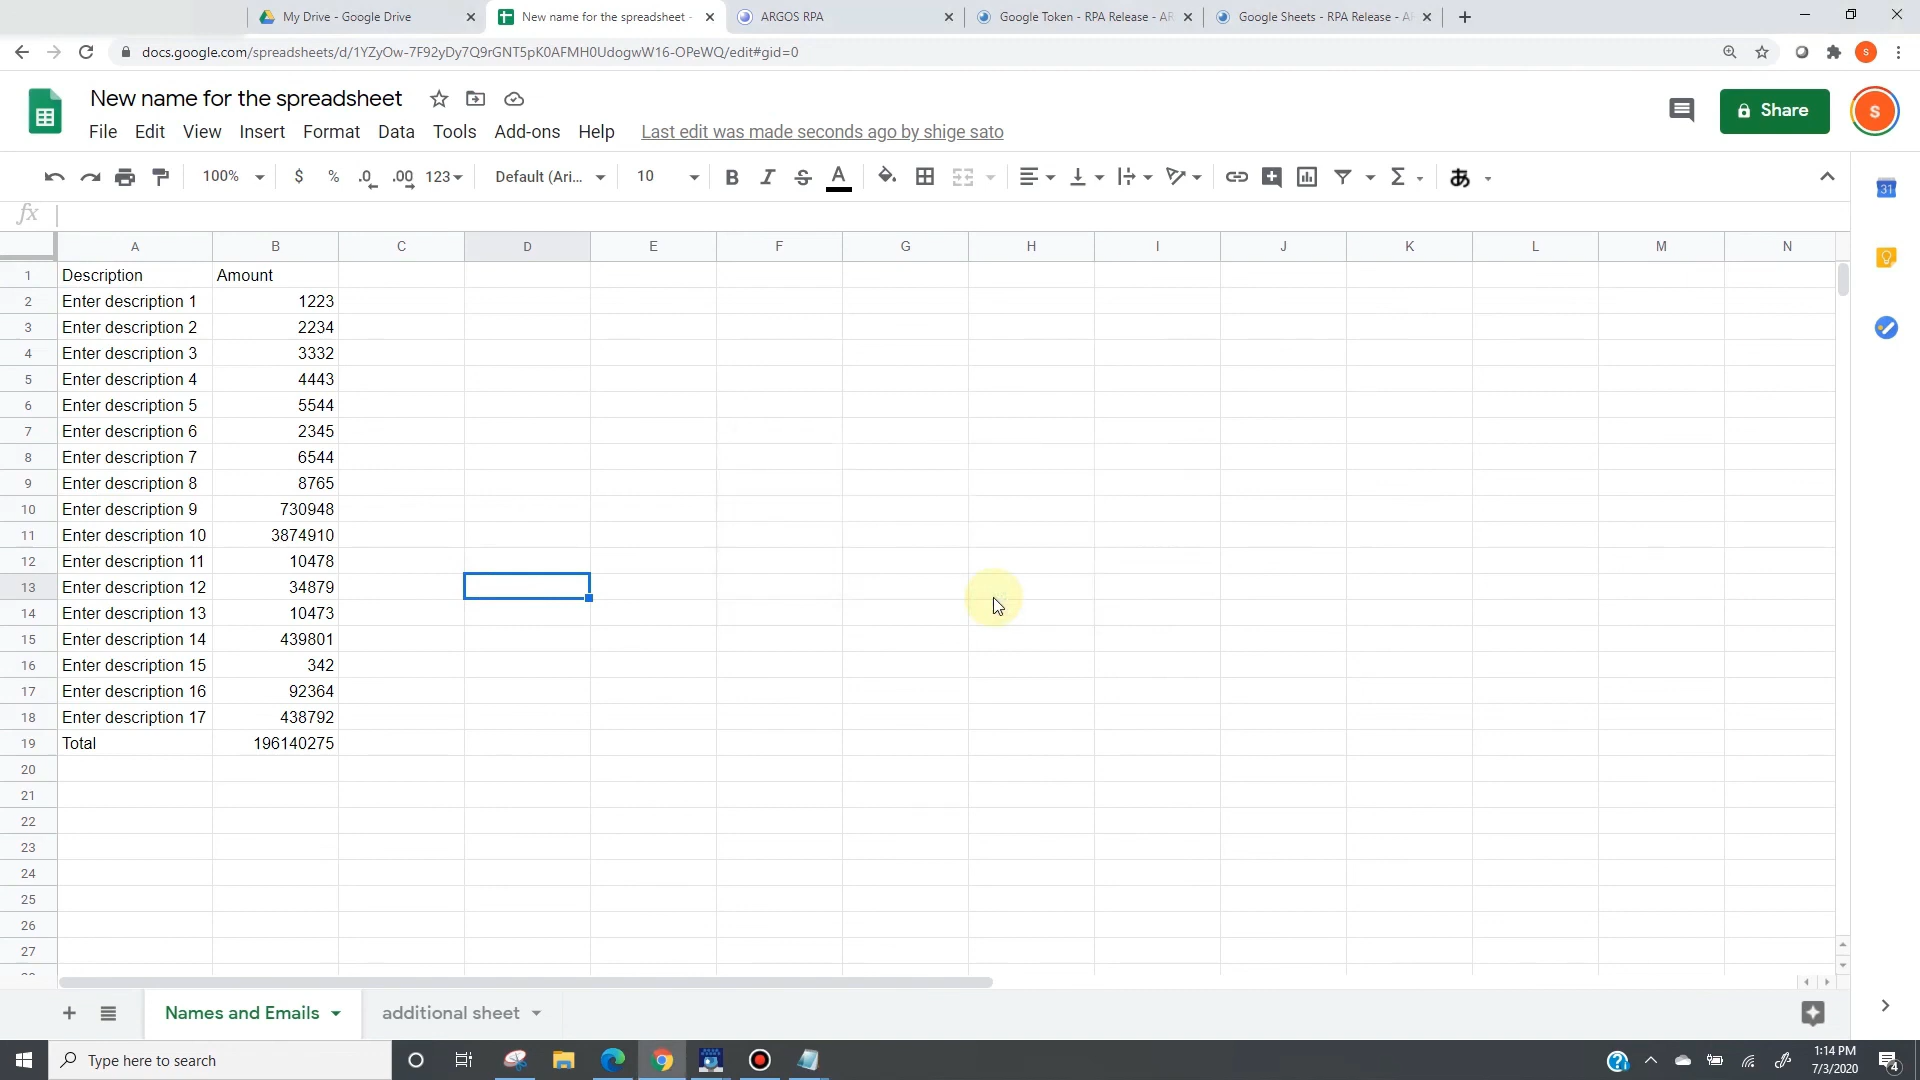 My Drive - Google Drive
New name for the spreadsheet -
ARGOS RPA
Google Token - RPA Release - AR
Google Sheets - RPA Release - A
docs.google.com/spreadsheets/d/1YZyOw-7F92yDy7Q9rGNT5pK0AFMH0UdogwW16-OPeWQ/edit#gid=0
S
New name for the spreadsheet
Share
S
File Edit View Insert Format Data Tools Add-ons Help Last edit was made seconds ago by shige sato
100% $ % .0 .00 123 Default (Ari... 10 B I S A Σ あ
31
fx
A B C D E F G H I J K L M N
1 Description Amount
2 Enter description 1 1223
3 Enter description 2 2234
4 Enter description 3 3332
5 Enter description 4 4443
6 Enter description 5 5544
7 Enter description 6 2345
8 Enter description 7 6544
9 Enter description 8 8765
10 Enter description 9 730948
11 Enter description 10 3874910
12 Enter description 11 10478
13 Enter description 12 34879
14 Enter description 13 10473
15 Enter description 14 439801
16 Enter description 15 342
17 Enter description 16 92364
18 Enter description 17 438792
19 Total 196140275
20
21
22
23
24
25
26
27
Names and Emails
additional sheet
Type here to search
1:14 PM
7/3/2020
4